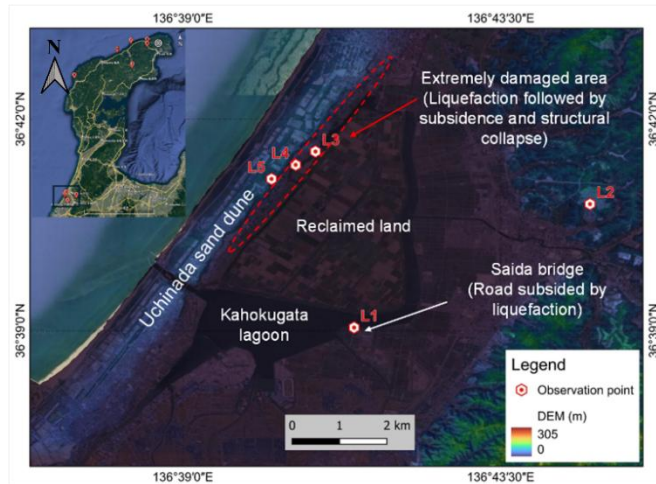 136°39'0"E
136°43'30"E
N
Extremely damaged area
(Liquefaction followed by
subsidence and structural
collapse)
36°42'0"N
36°42'0"N
L3
L4
L5
L2
Reclaimed land
Uchinada sand dune
Saida bridge
(Road subsided by
liquefaction)
Kahokugata
lagoon
L1
36°39'0"N
36°39'0"N
Legend
Observation point
DEM (m)
305
0
0 1 2 km
136°39'0"E
136°43'30"E